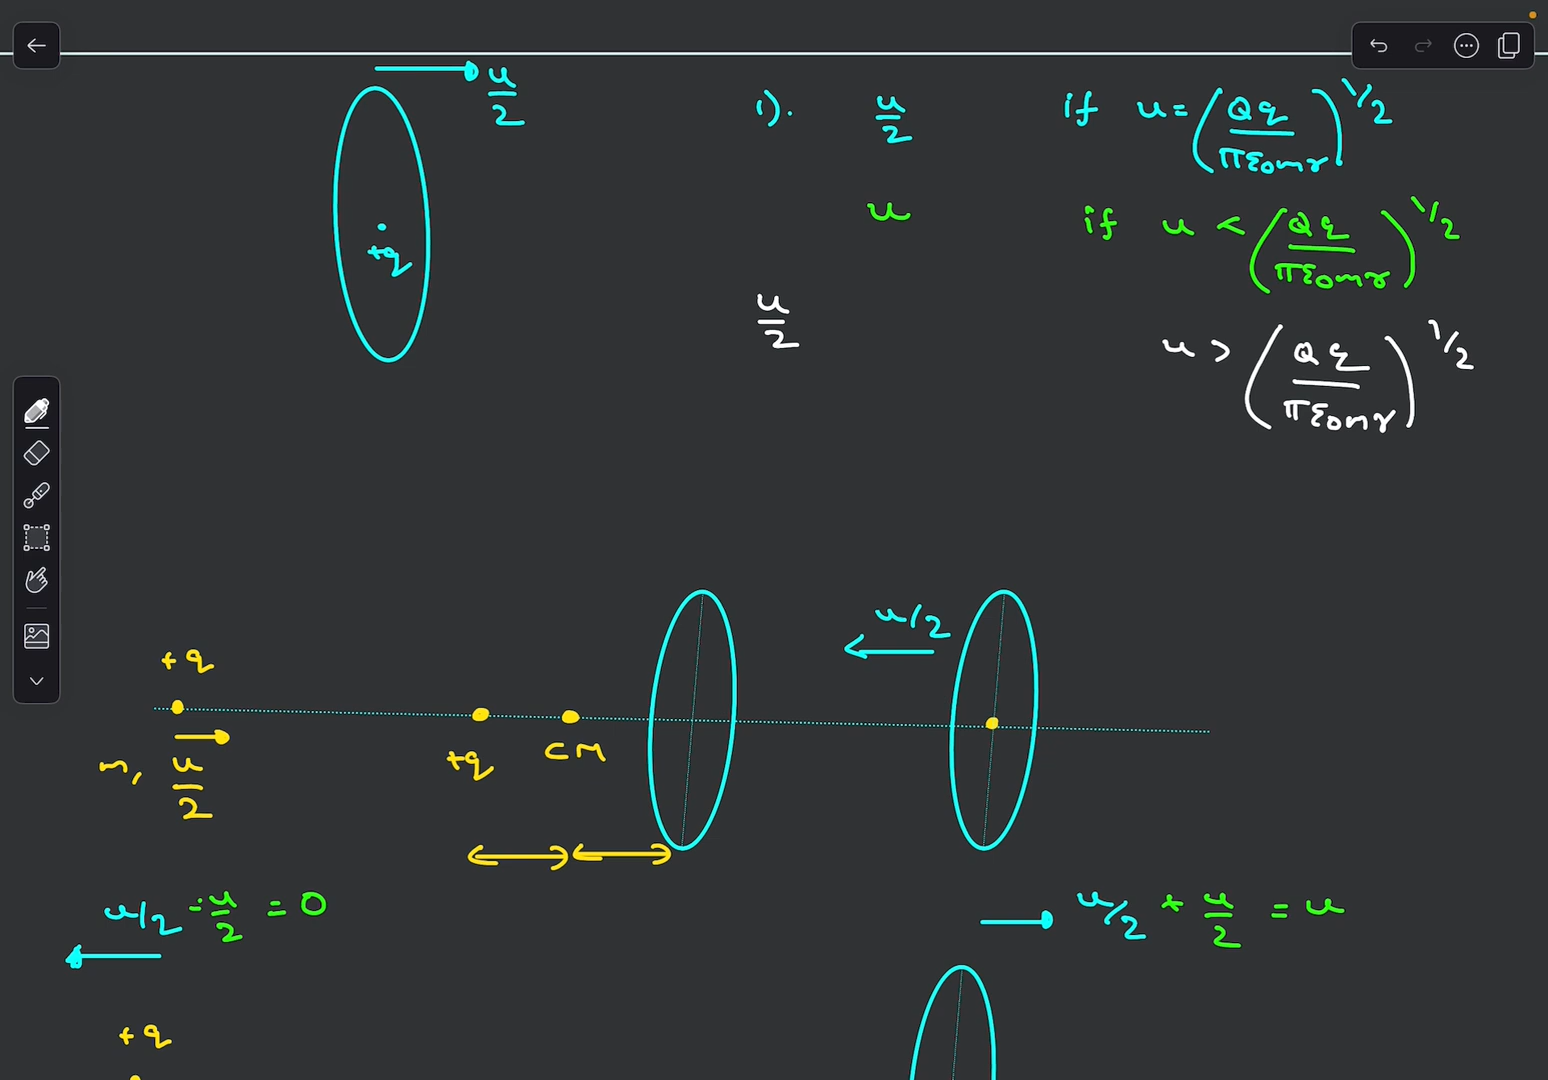 u/2
1). u/2 if u = (Qq/πε₀mr)^1/2
u if u < (Qq/πε₀mr)^1/2
u/2 u > (Qq/πε₀mr)^1/2
+q
u/2
+q
+q
CM
m, u/2
u/2 - u/2 = 0
u/2 + u/2 = u
+q